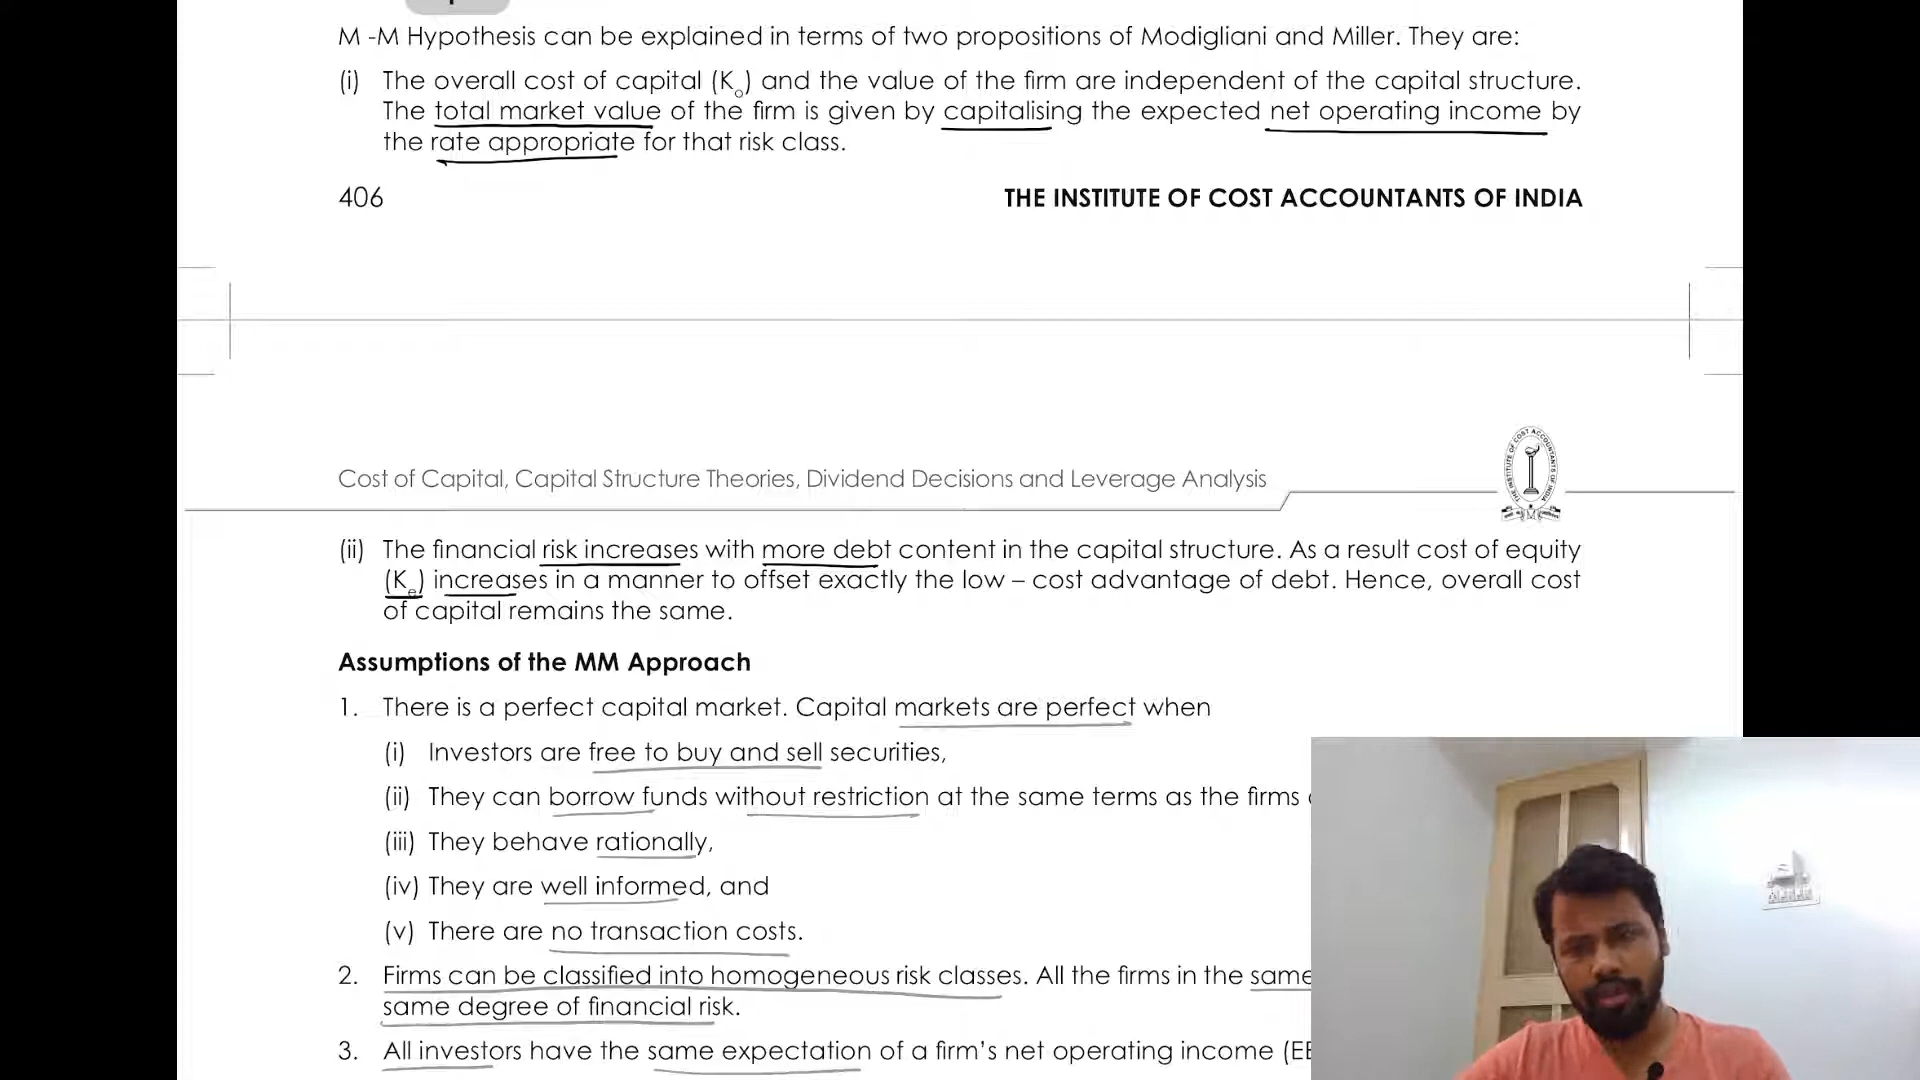 M -M Hypothesis can be explained in terms of two propositions of Modigliani and Miller. They are:
(i) The overall cost of capital (Ko) and the value of the firm are independent of the capital structure.
The total market value of the firm is given by capitalising the expected net operating income by
the rate appropriate for that risk class.
406 THE INSTITUTE OF COST ACCOUNTANTS OF INDIA
Cost of Capital, Capital Structure Theories, Dividend Decisions and Leverage Analysis
THE INSTITUTE OF COST ACCOUNTANTS OF INDIA
(ii) The financial risk increases with more debt content in the capital structure. As a result cost of equity
(Ke) increases in a manner to offset exactly the low – cost advantage of debt. Hence, overall cost
of capital remains the same.
Assumptions of the MM Approach
1. There is a perfect capital market. Capital markets are perfect when
(i) Investors are free to buy and sell securities,
(ii) They can borrow funds without restriction at the same terms as the firms
(iii) They behave rationally,
(iv) They are well informed, and
(v) There are no transaction costs.
2. Firms can be classified into homogeneous risk classes. All the firms in the same
same degree of financial risk.
3. All investors have the same expectation of a firm's net operating income (EB